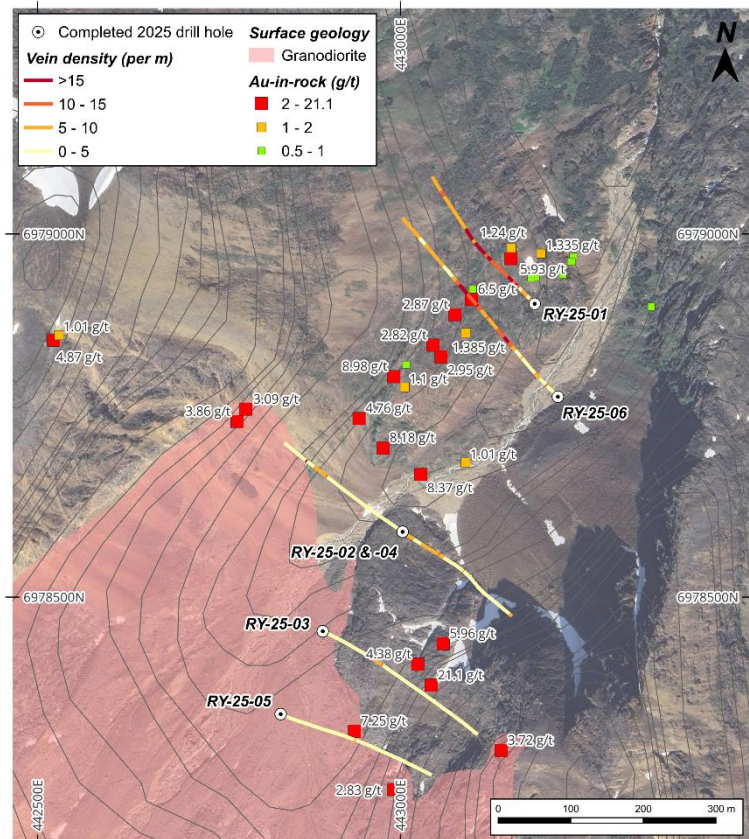 Completed 2025 drill hole
Vein density (per m)
>15
10 - 15
5 - 10
0 - 5
Surface geology
Granodiorite
Au-in-rock (g/t)
2 - 21.1
1 - 2
0.5 - 1
443000E
N
6979000N
6979000N
1.24 g/t
1.335 g/t
5.93 g/t
6.5 g/t
RY-25-01
2.87 g/t
1.01 g/t
4.87 g/t
2.82 g/t
1.385 g/t
2.95 g/t
8.98 g/t
1.1 g/t
RY-25-06
3.09 g/t
3.86 g/t
4.76 g/t
8.18 g/t
1.01 g/t
8.37 g/t
RY-25-02 & -04
6978500N
6978500N
RY-25-03
5.96 g/t
4.38 g/t
21.1 g/t
RY-25-05
7.25 g/t
3.72 g/t
2.83 g/t
442500E
443000E
0 100 200 300 m